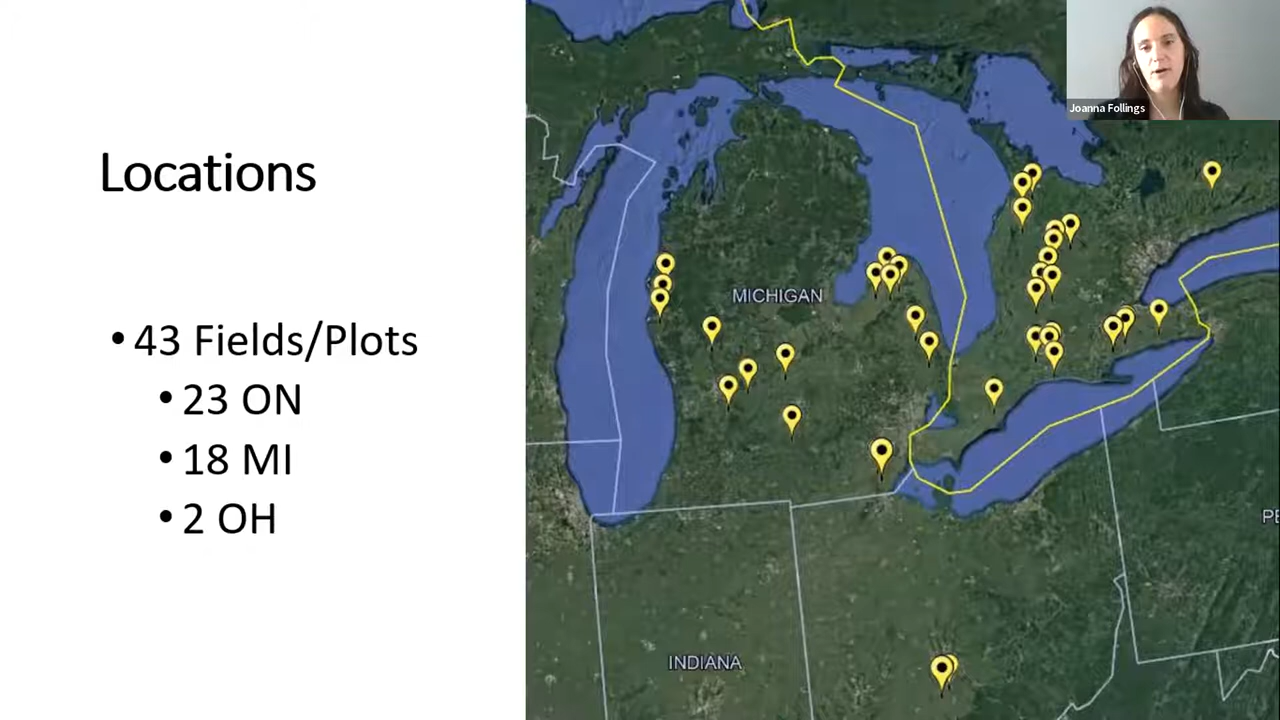 Joanna Follings
Locations
• 43 Fields/Plots
• 23 ON
• 18 MI
• 2 OH
MICHIGAN
PE
INDIANA